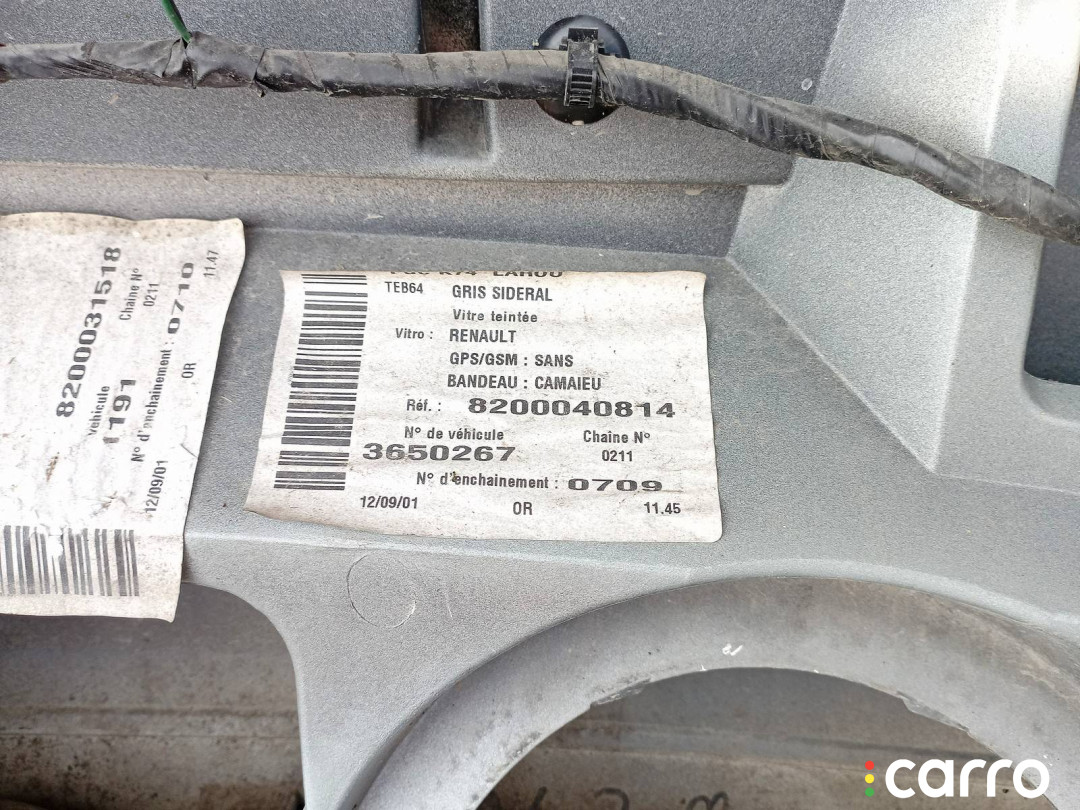 8200031518
Véhicule
Chaîne N°
0211
N° d'enchainement : 0710
12/09/01
OR
11.47
TEB64 GRIS SIDERAL
Vitre teintée
Vitro : RENAULT
GPS/GSM : SANS
BANDEAU : CAMAIEU
Réf. : 8200040814
N° de véhicule Chaîne N°
3650267 0211
N° d'enchainement : 0709
12/09/01 OR 11.45
carro